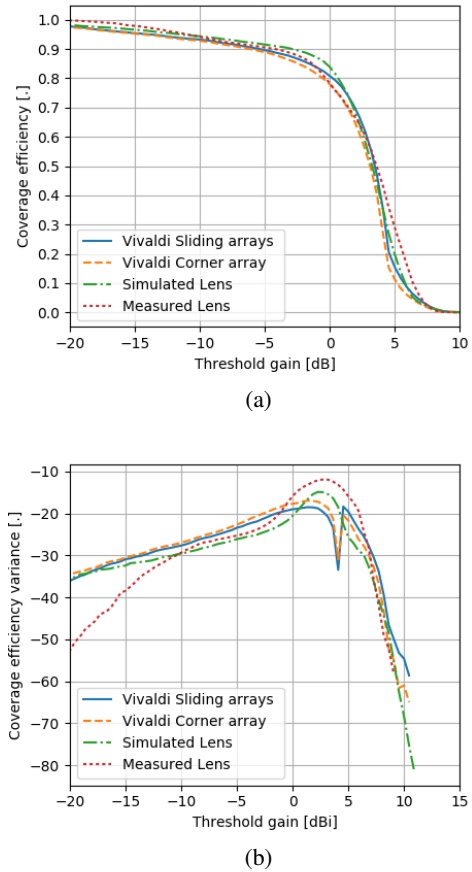 1.0
0.9
0.8
0.7
0.6
0.5
0.4
0.3
0.2
0.1
0.0
Coverage efficiency [.]
Vivaldi Sliding arrays
Vivaldi Corner array
Simulated Lens
Measured Lens
−20 −15 −10 −5 0 5 10
Threshold gain [dB]
(a)
−10
−20
−30
−40
−50
−60
−70
−80
Coverage efficiency variance [.]
Vivaldi Sliding arrays
Vivaldi Corner array
Simulated Lens
Measured Lens
−20 −15 −10 −5 0 5 10 15
Threshold gain [dBi]
(b)